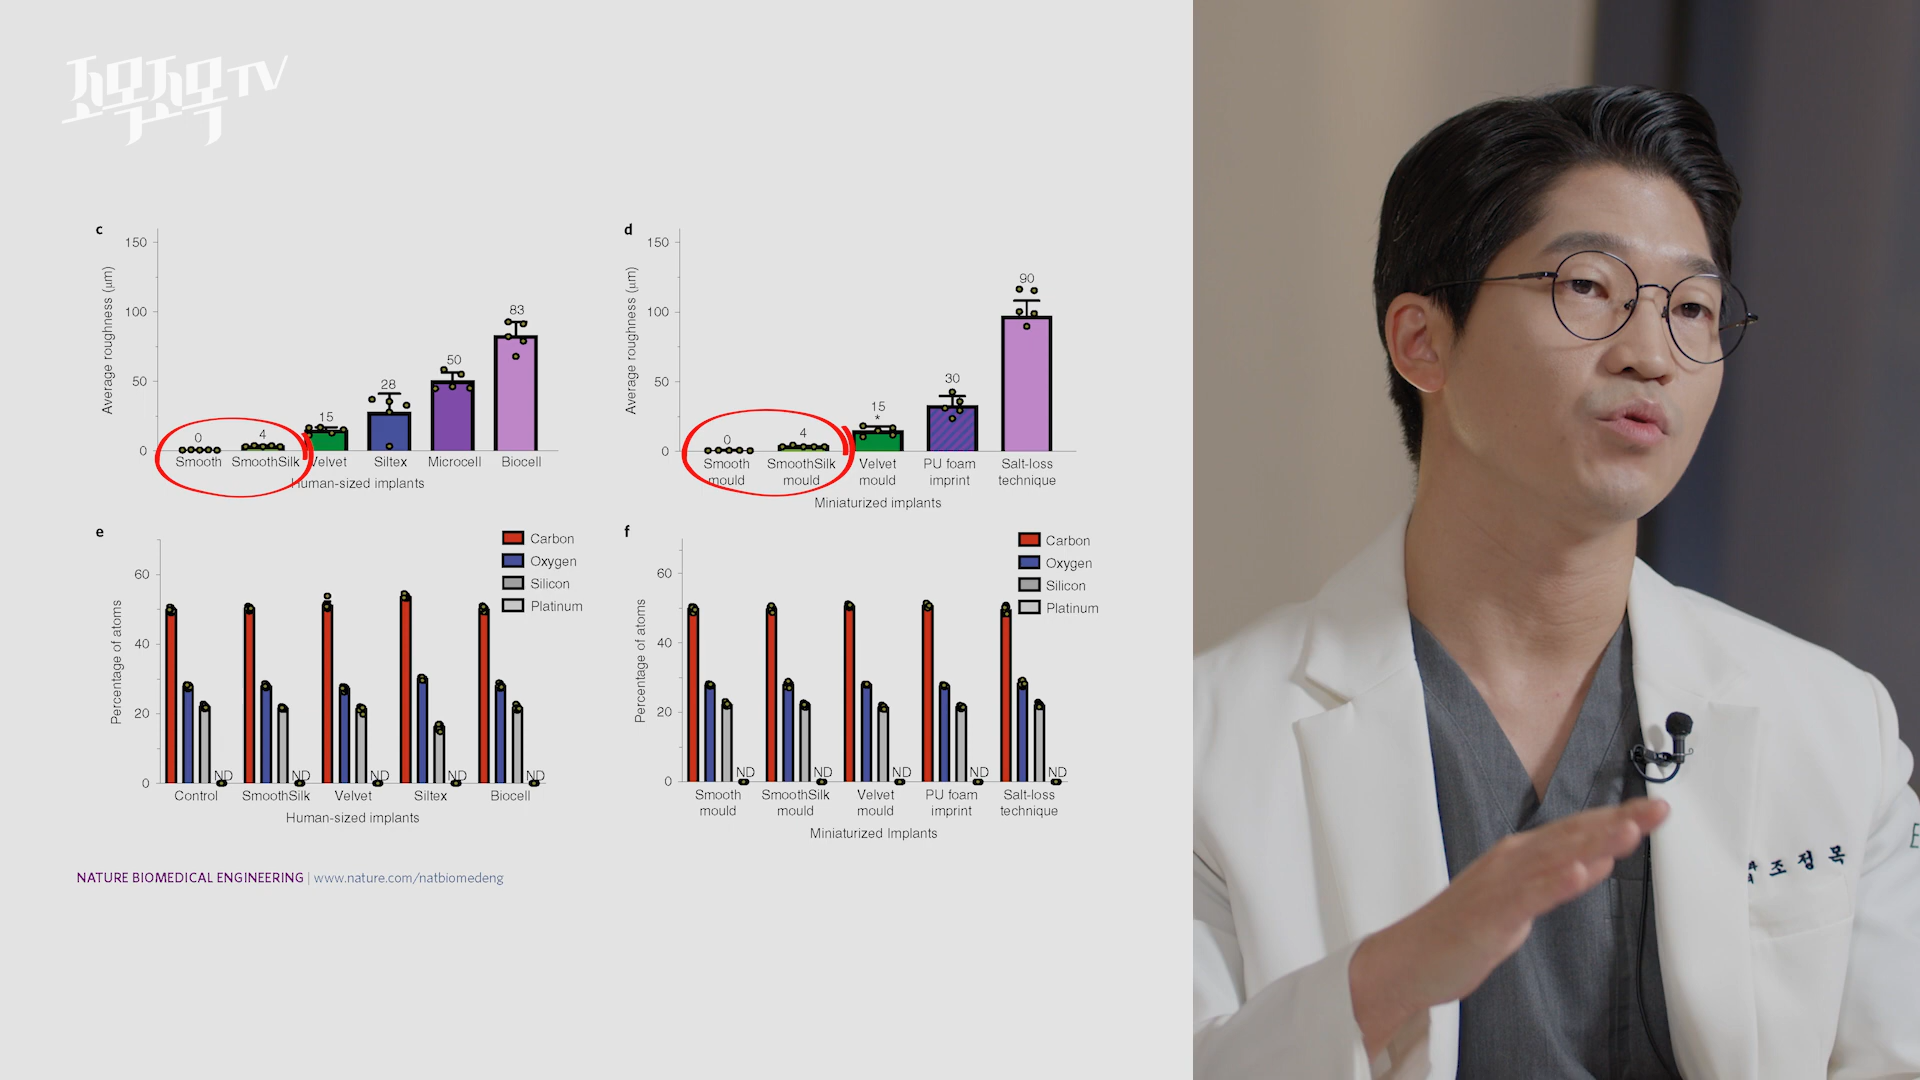 조목조목TV
c
150
100
50
0
Average roughness (μm)
0
4
15
28
50
83
Smooth
SmoothSilk
Velvet
Siltex
Microcell
Biocell
Human-sized implants
d
150
100
50
0
Average roughness (μm)
0
4
15
*
30
90
Smooth mould
SmoothSilk mould
Velvet mould
PU foam imprint
Salt-loss technique
Miniaturized implants
e
60
40
20
0
Percentage of atoms
Carbon
Oxygen
Silicon
Platinum
ND
ND
ND
ND
ND
Control
SmoothSilk
Velvet
Siltex
Biocell
Human-sized implants
f
60
40
20
0
Percentage of atoms
Carbon
Oxygen
Silicon
Platinum
ND
ND
ND
ND
ND
Smooth mould
SmoothSilk mould
Velvet mould
PU foam imprint
Salt-loss technique
Miniaturized Implants
NATURE BIOMEDICAL ENGINEERING | www.nature.com/natbiomedeng
조정목